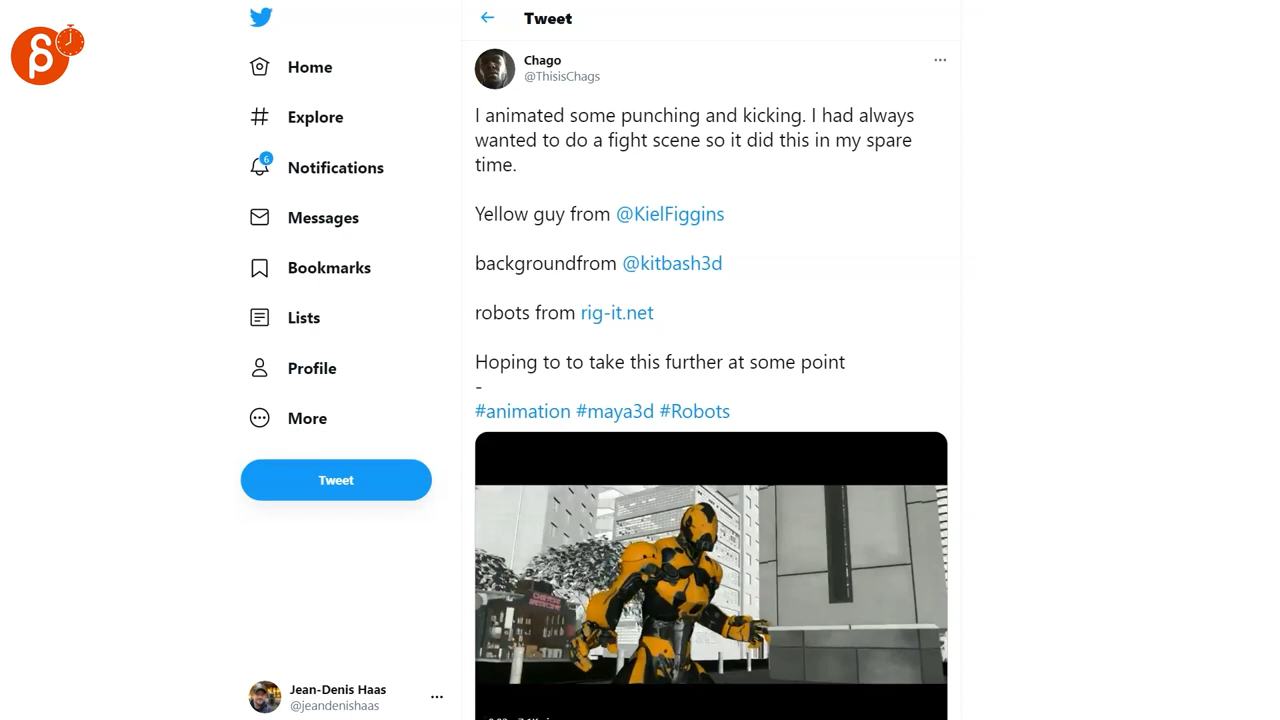 Tweet
Home
Explore
6
Notifications
Messages
Bookmarks
Lists
Profile
More
Tweet
Jean-Denis Haas
@jeandenishaas
Chago
@ThisisChags
I animated some punching and kicking. I had always
wanted to do a fight scene so it did this in my spare
time.
Yellow guy from @KielFiggins
backgroundfrom @kitbash3d
robots from rig-it.net
Hoping to to take this further at some point
-
#animation #maya3d #Robots